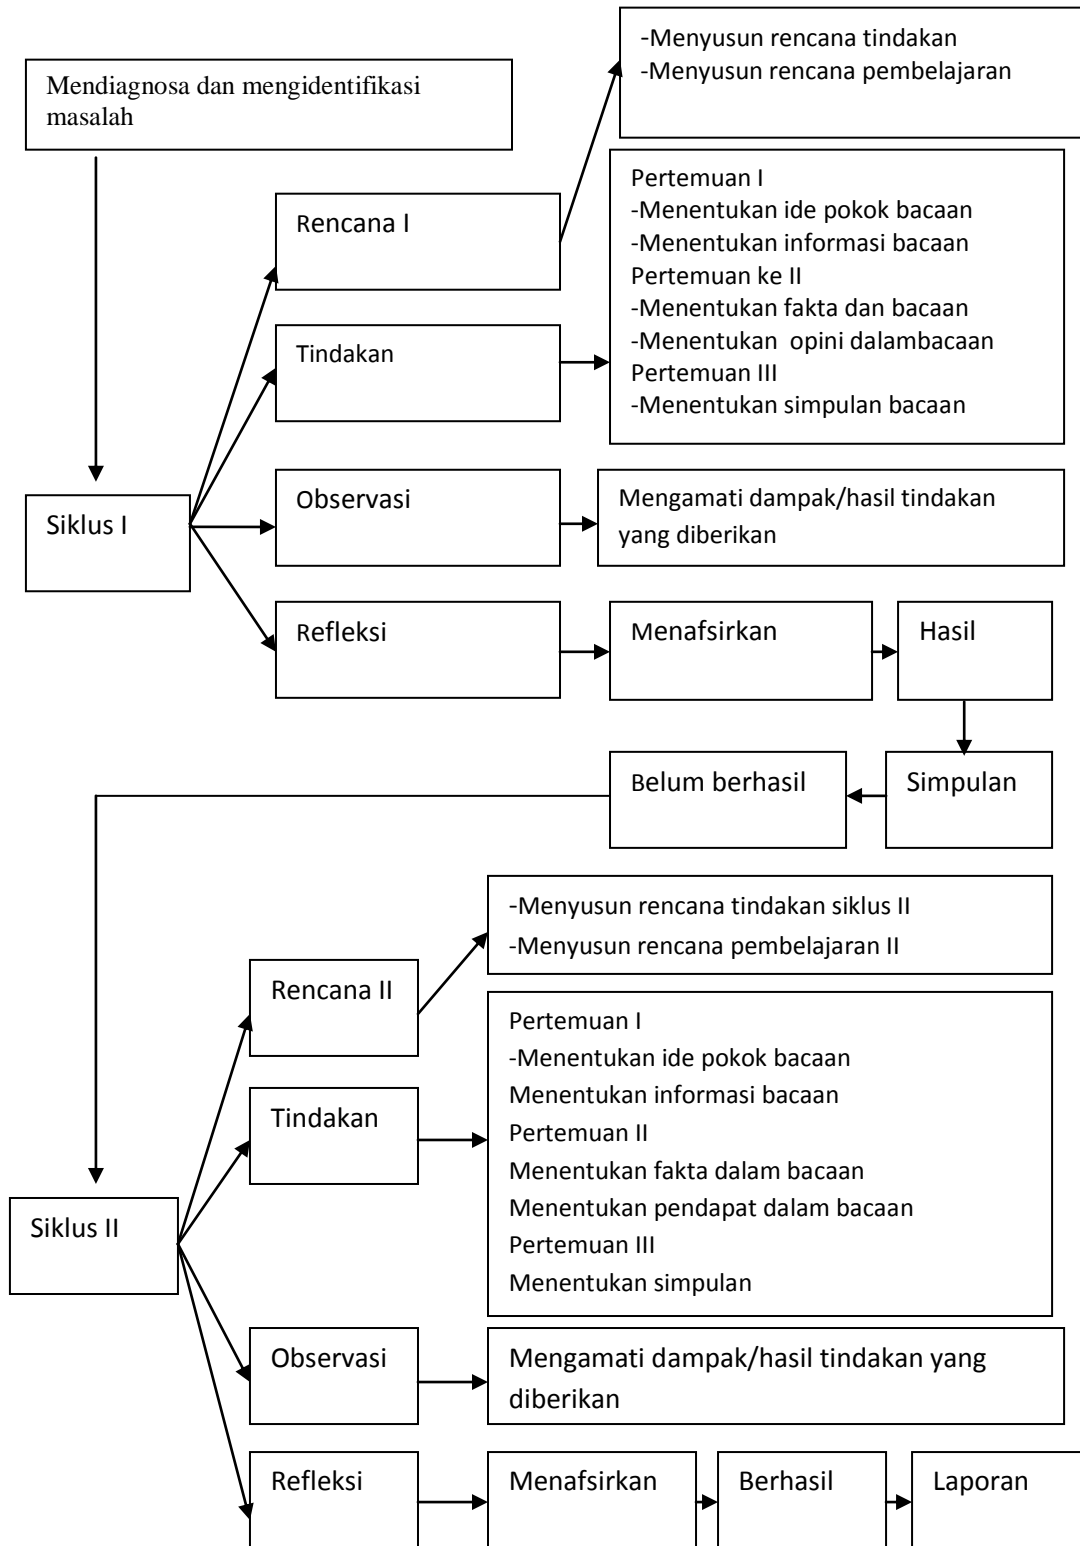 -Menyusun rencana tindakan
-Menyusun rencana pembelajaran
Mendiagnosa dan mengidentifikasi
masalah
Rencana I
Pertemuan I
-Menentukan ide pokok bacaan
-Menentukan informasi bacaan
Pertemuan ke II
-Menentukan fakta dan bacaan
-Menentukan  opini dalambacaan
Pertemuan III
-Menentukan simpulan bacaan
Tindakan
Siklus I
Observasi
Mengamati dampak/hasil tindakan
yang diberikan
Refleksi
Menafsirkan
Hasil
Belum berhasil
Simpulan
-Menyusun rencana tindakan siklus II
-Menyusun rencana pembelajaran II
Rencana II
Pertemuan I
-Menentukan ide pokok bacaan
Menentukan informasi bacaan
Pertemuan II
Menentukan fakta dalam bacaan
Menentukan pendapat dalam bacaan
Pertemuan III
Menentukan simpulan
Tindakan
Siklus II
Observasi
Mengamati dampak/hasil tindakan yang
diberikan
Refleksi
Menafsirkan
Berhasil
Laporan